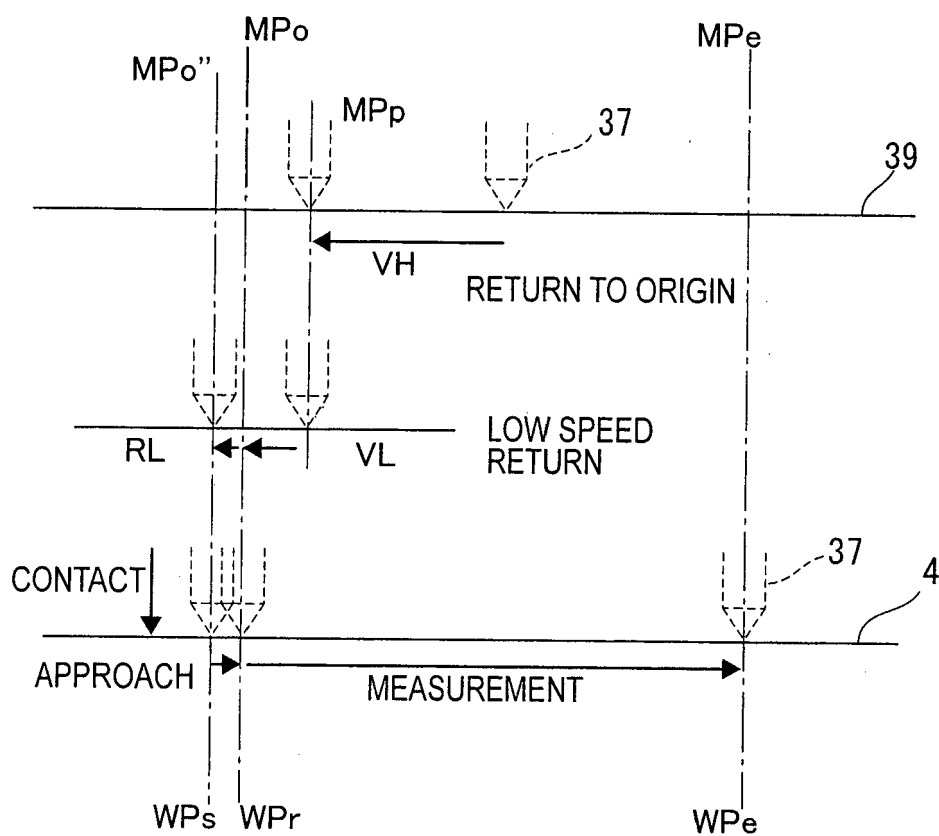 MPo
MPe
MPo"
MPp
37
39
VH
RETURN TO ORIGIN
RL
VL
LOW SPEED
RETURN
CONTACT
37
4
APPROACH
MEASUREMENT
WPs
WPr
WPe